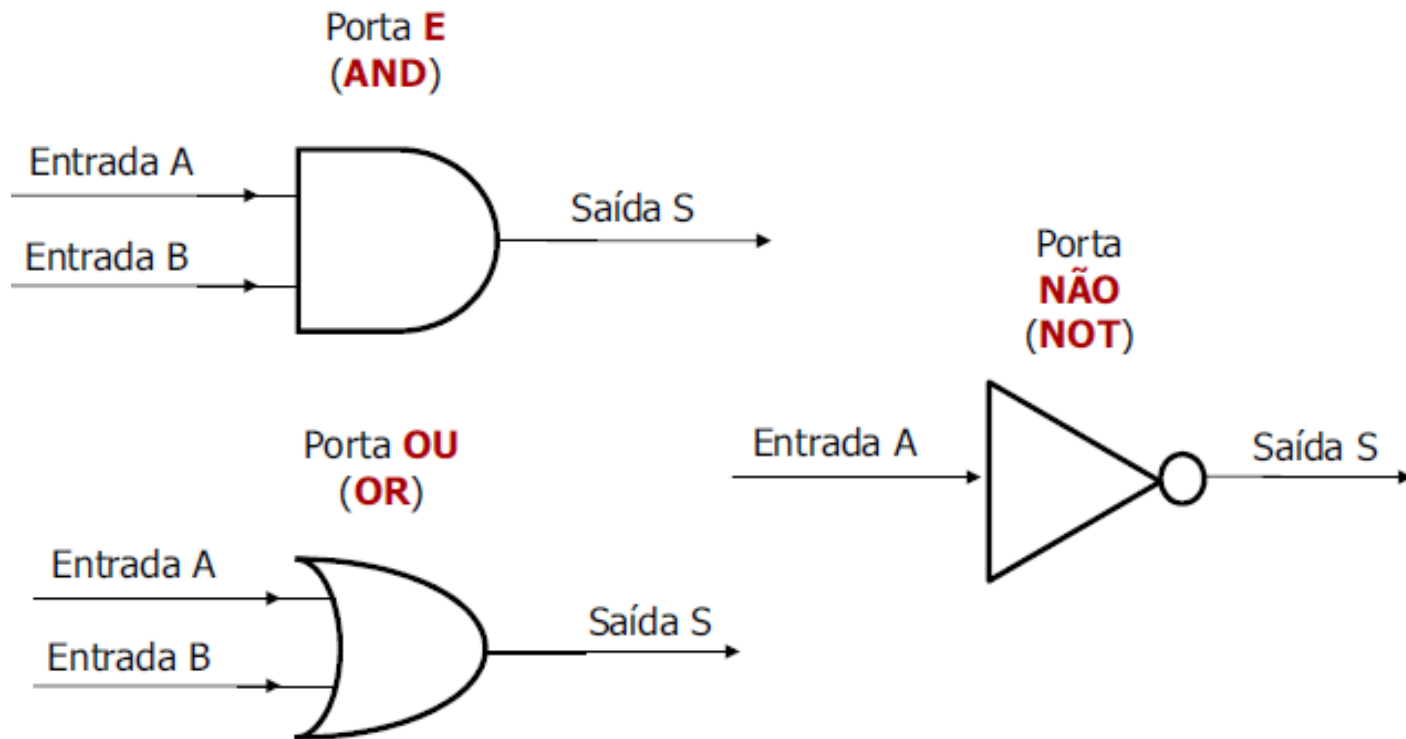 Porta E
(AND)
Entrada A
Saída S
Entrada B
Porta
NÃO
(NOT)
Entrada A
Saída S
Porta OU
(OR)
Entrada A
Saída S
Entrada B